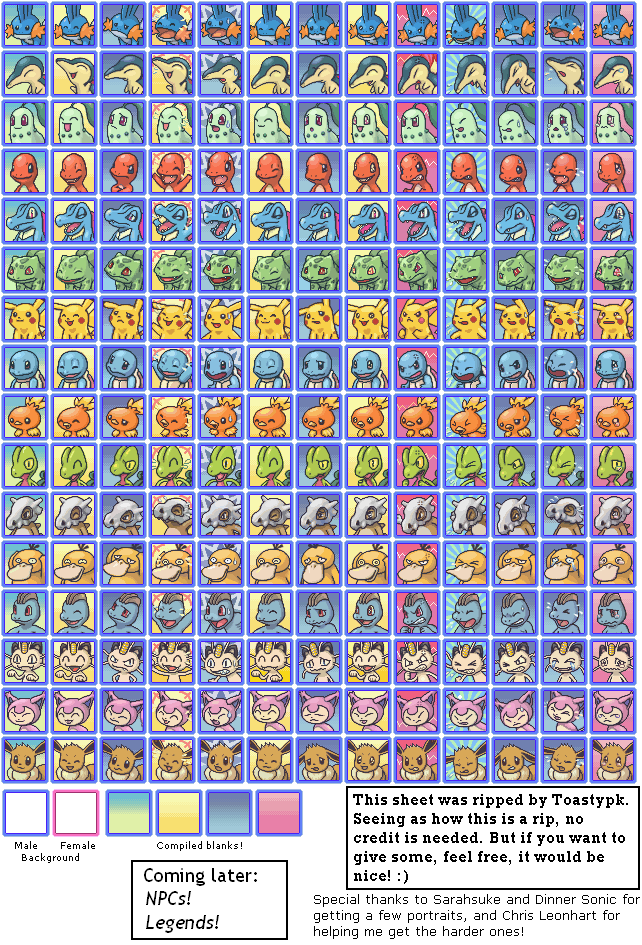 Male
Background
Female
Compiled blanks!
This sheet was ripped by Toastypk.
Seeing as how this is a rip, no
credit is needed. But if you want to
give some, feel free, it would be
nice! :)
Coming later:
NPCs!
Legends!
Special thanks to Sarahsuke and Dinner Sonic for
getting a few portraits, and Chris Leonhart for
helping me get the harder ones!